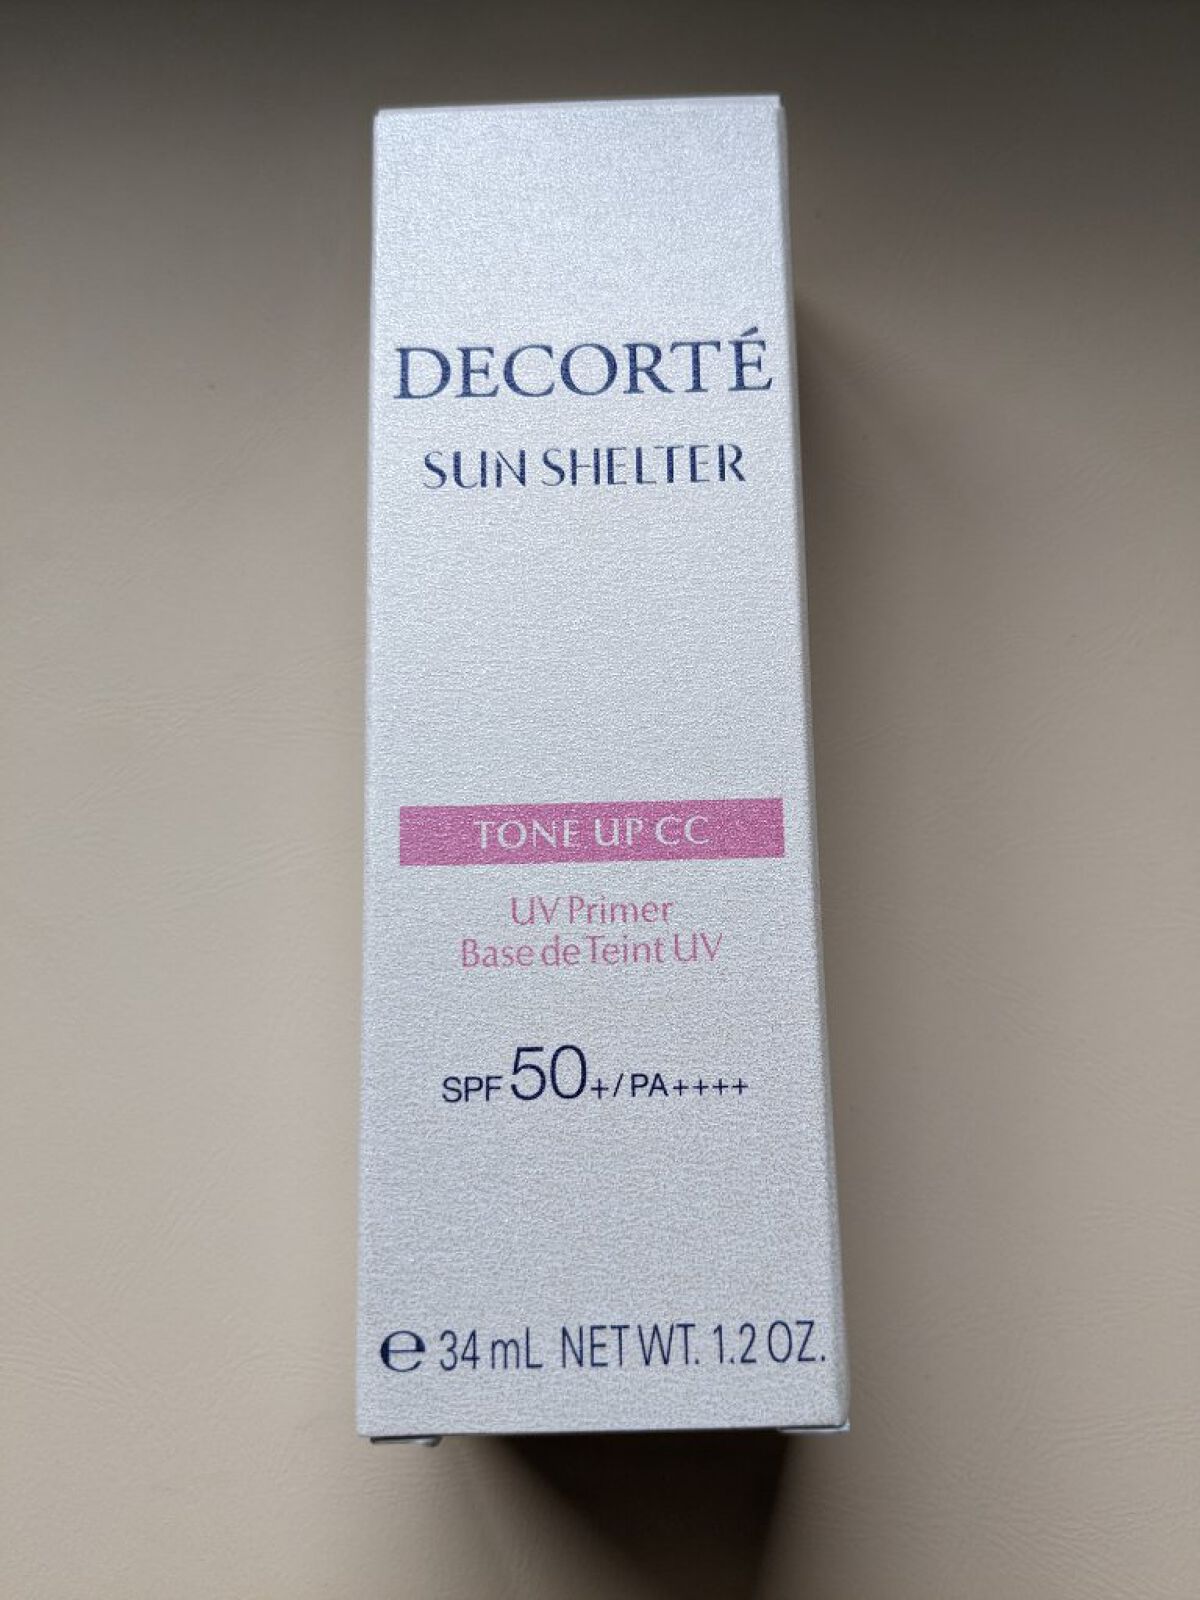 DECORTÉ
SUN SHELTER
TONE UP CC
UV Primer
Base de Teint UV
SPF 50+/PA++++
℮ 34 mL NET WT. 1.2 OZ.